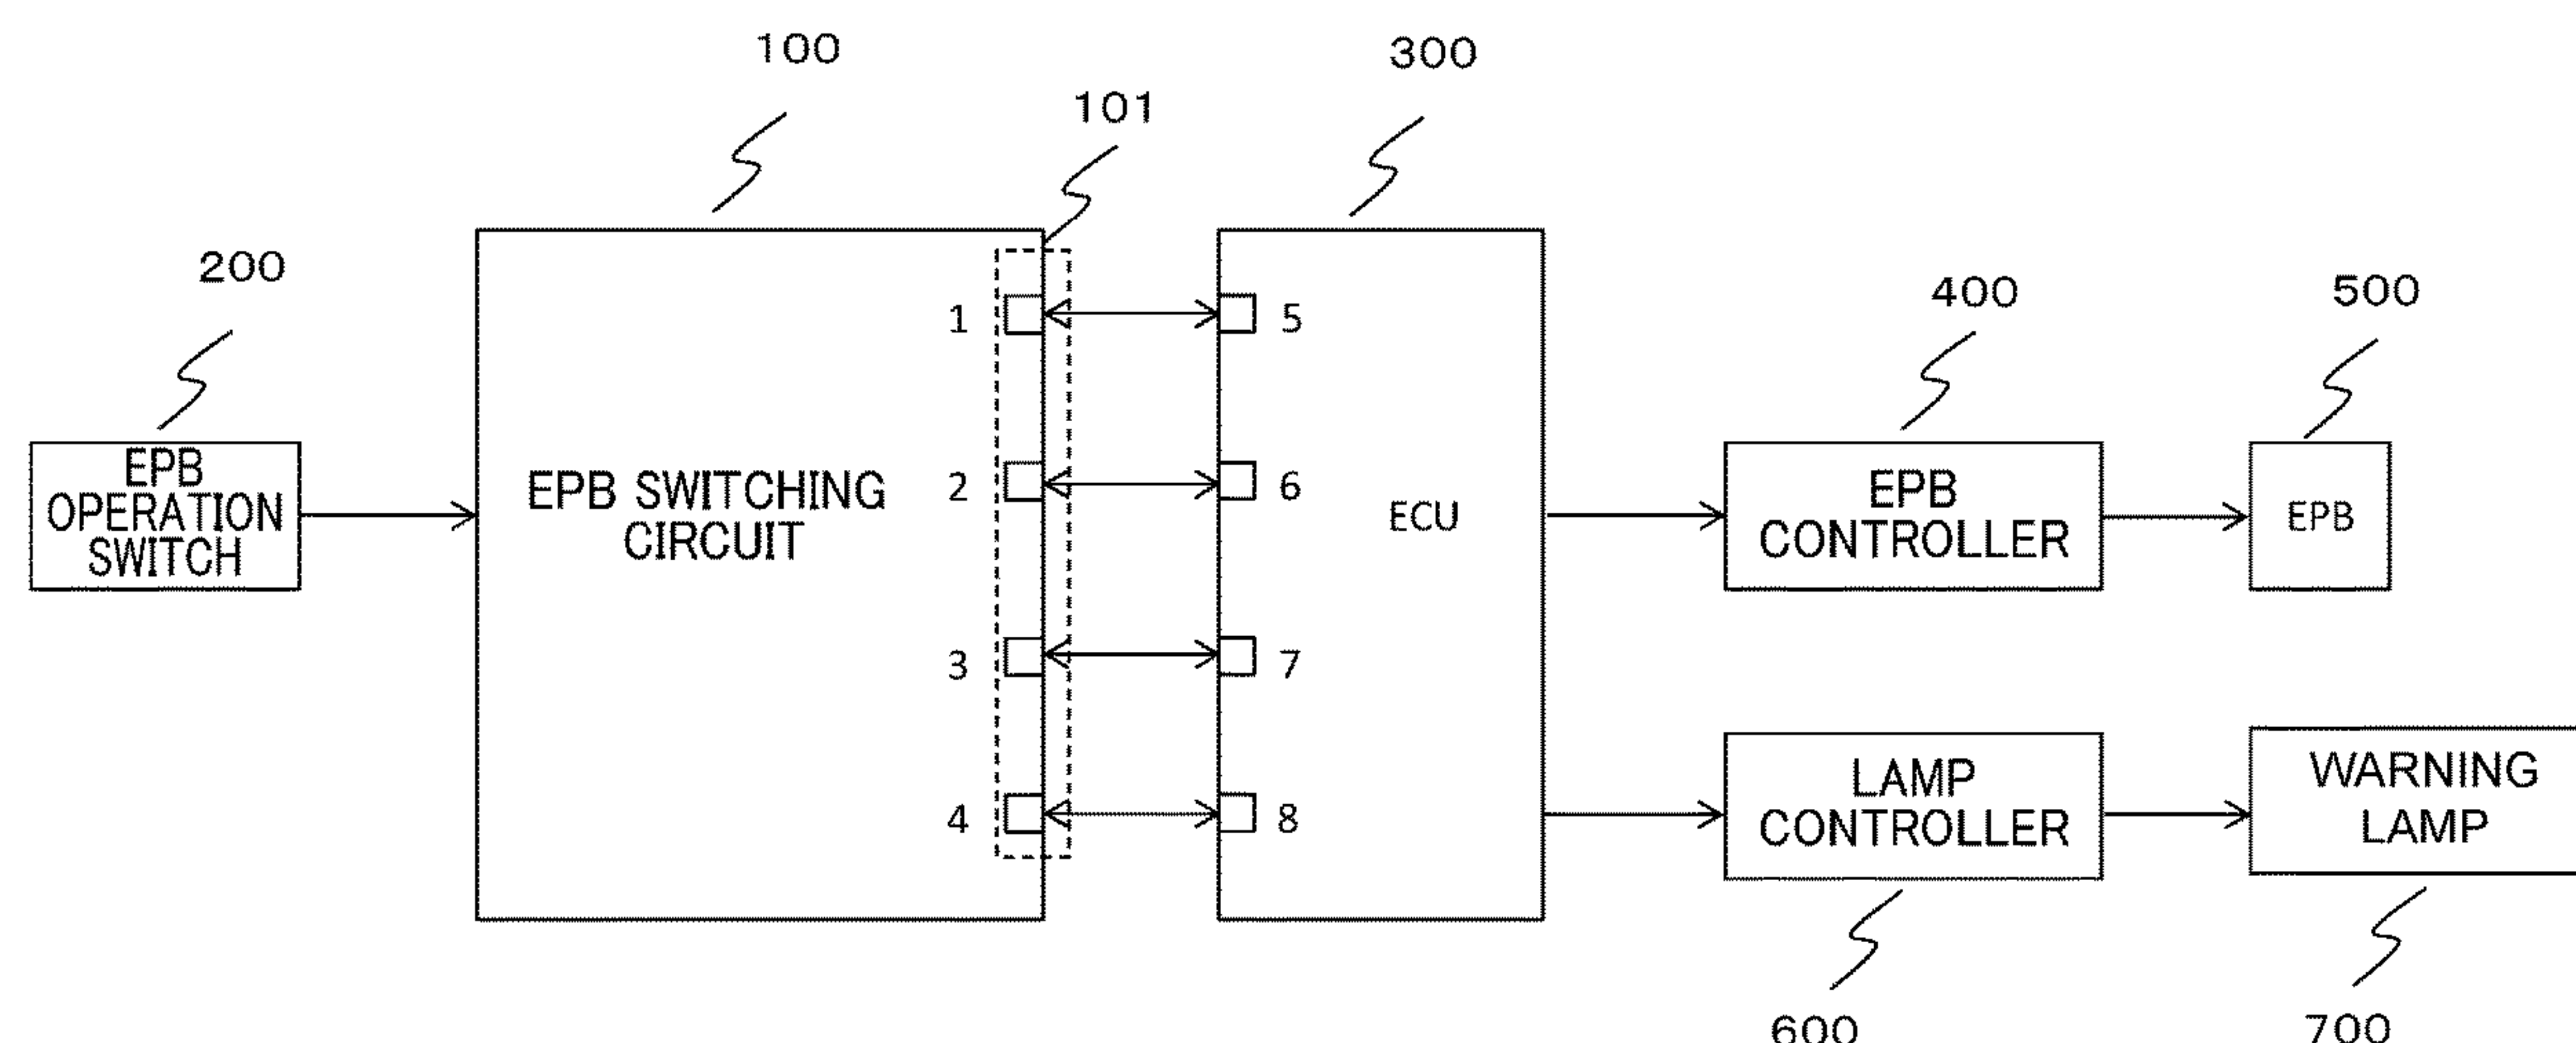 100
300
101
200
400
500
1
5
EPB
OPERATION
SWITCH
EPB SWITCHING
CIRCUIT
2
6
ECU
EPB
CONTROLLER
EPB
3
7
4
8
LAMP
CONTROLLER
WARNING
LAMP
600
700